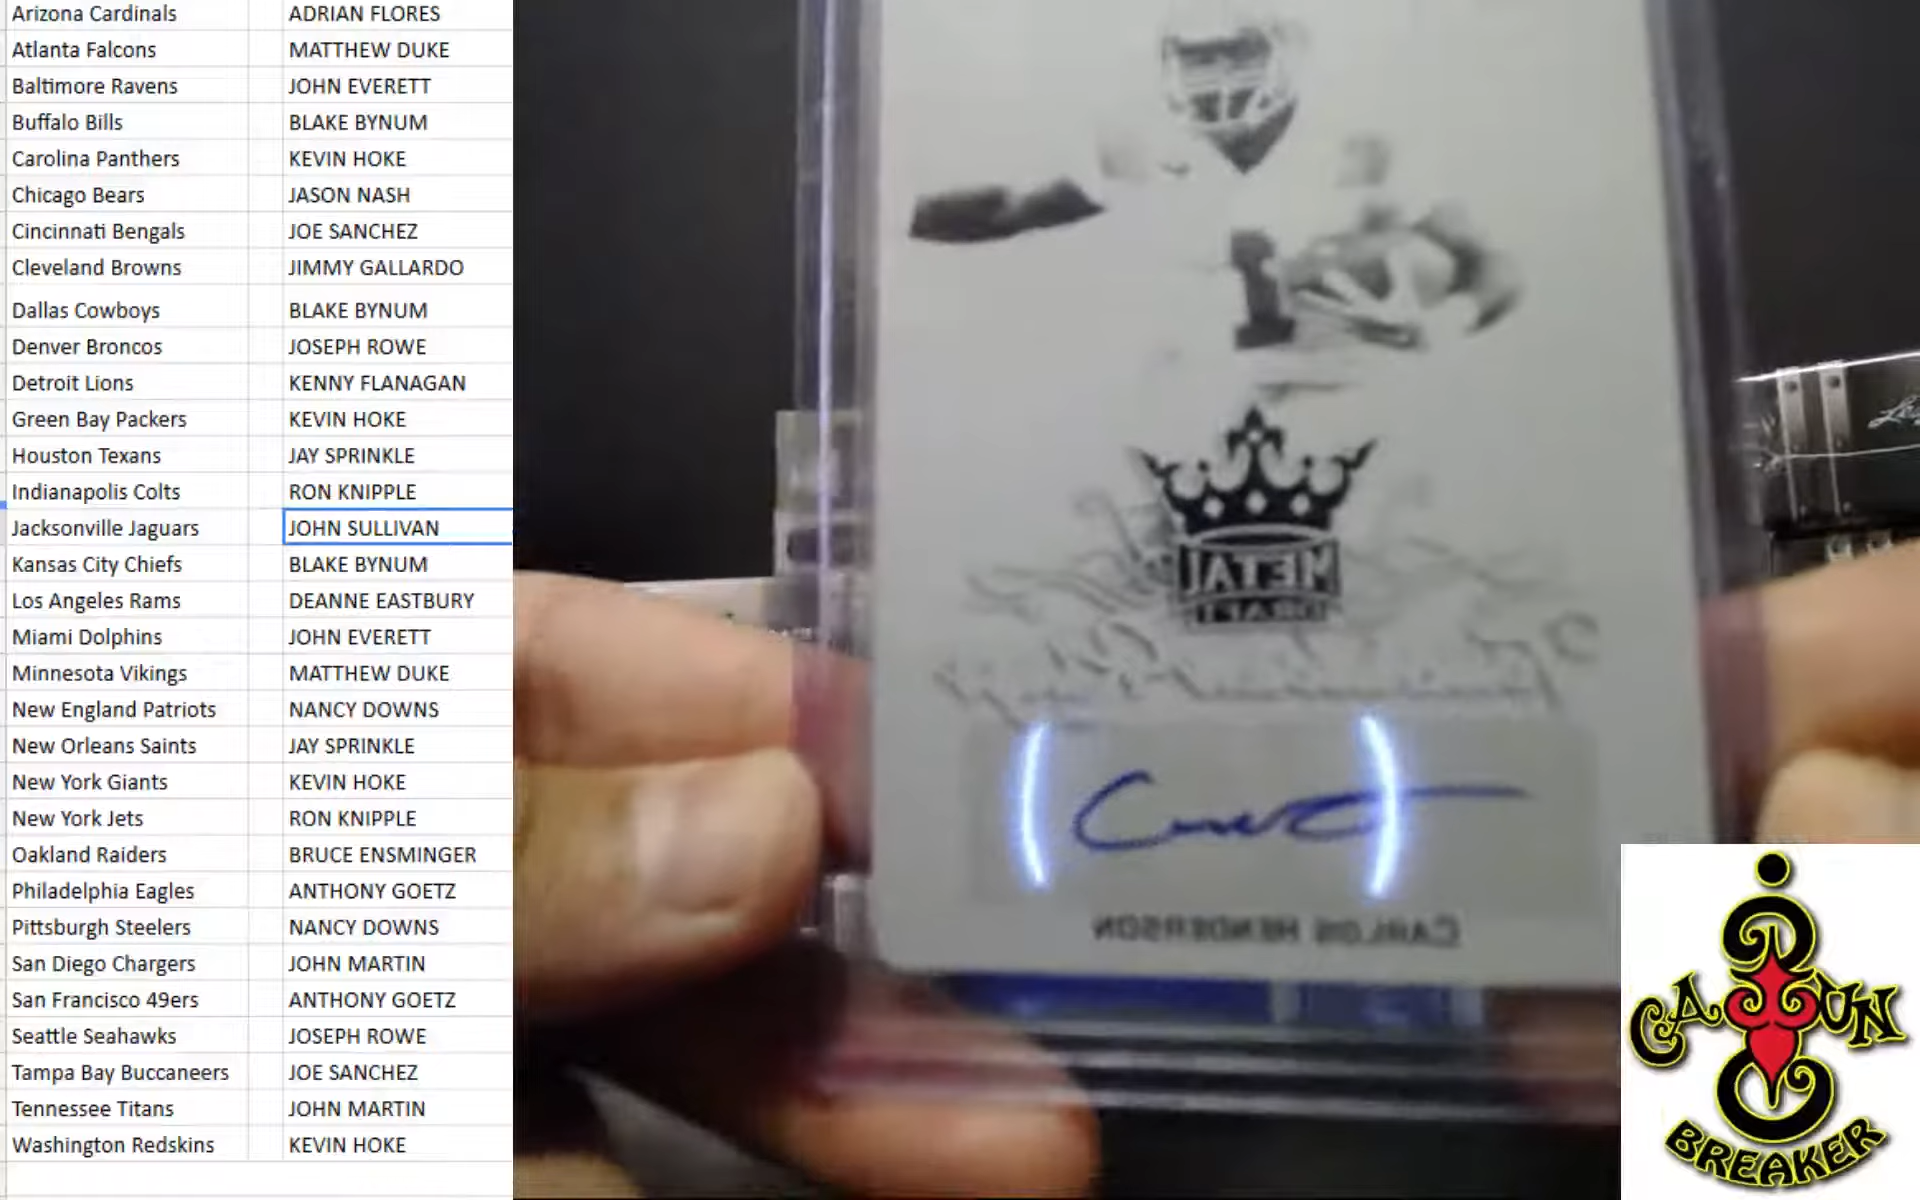 Arizona Cardinals ADRIAN FLORES
Atlanta Falcons MATTHEW DUKE
Baltimore Ravens JOHN EVERETT
Buffalo Bills BLAKE BYNUM
Carolina Panthers KEVIN HOKE
Chicago Bears JASON NASH
Cincinnati Bengals JOE SANCHEZ
Cleveland Browns JIMMY GALLARDO
Dallas Cowboys BLAKE BYNUM
Denver Broncos JOSEPH ROWE
Detroit Lions KENNY FLANAGAN
Green Bay Packers KEVIN HOKE
Houston Texans JAY SPRINKLE
Indianapolis Colts RON KNIPPLE
Jacksonville Jaguars JOHN SULLIVAN
Kansas City Chiefs BLAKE BYNUM
Los Angeles Rams DEANNE EASTBURY
Miami Dolphins JOHN EVERETT
Minnesota Vikings MATTHEW DUKE
New England Patriots NANCY DOWNS
New Orleans Saints JAY SPRINKLE
New York Giants KEVIN HOKE
New York Jets RON KNIPPLE
Oakland Raiders BRUCE ENSMINGER
Philadelphia Eagles ANTHONY GOETZ
Pittsburgh Steelers NANCY DOWNS
San Diego Chargers JOHN MARTIN
San Francisco 49ers ANTHONY GOETZ
Seattle Seahawks JOSEPH ROWE
Tampa Bay Buccaneers JOE SANCHEZ
Tennessee Titans JOHN MARTIN
Washington Redskins KEVIN HOKE
1
METAL
DRAFT
CARLOS HENDERSON
CAJUN
BREAKER